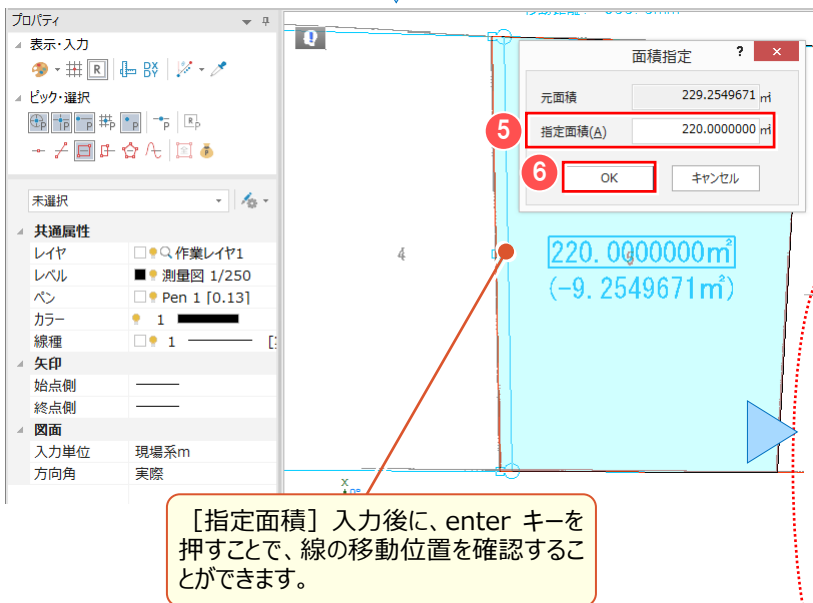 プロパティ
表示・入力
R
BX
DY
ピック・選択
未選択
共通属性
レイヤ 作業レイヤ1
レベル 測量図 1/250
ペン Pen 1 [0.13]
カラー 1
線種 1
矢印
始点側
終点側
図面
入力単位 現場系m
方向角 実際
4
面積指定 ? ×
元面積 229.2549671 ㎡
5 指定面積(A) 220.0000000 ㎡
6 OK キャンセル
220.0000000㎡
(-9.2549671㎡)
X
［指定面積］入力後に、enter キーを
押すことで、線の移動位置を確認するこ
とができます。